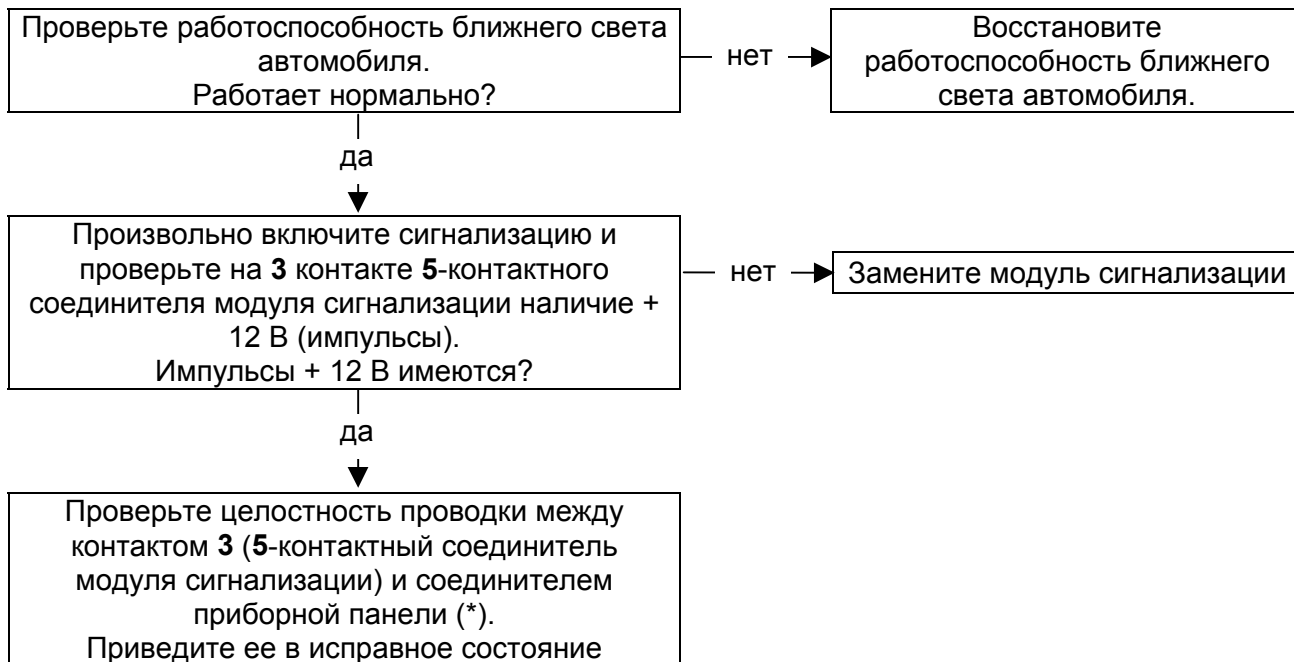 Проверьте работоспособность ближнего света
автомобиля.
Работает нормально?
нет
Восстановите
работоспособность ближнего
света автомобиля.
да
Произвольно включите сигнализацию и
проверьте на 3 контакте 5-контактного
соединителя модуля сигнализации наличие +
12 В (импульсы).
Импульсы + 12 В имеются?
нет
Замените модуль сигнализации
да
Проверьте целостность проводки между
контактом 3 (5-контактный соединитель
модуля сигнализации) и соединителем
приборной панели (*).
Приведите ее в исправное состояние